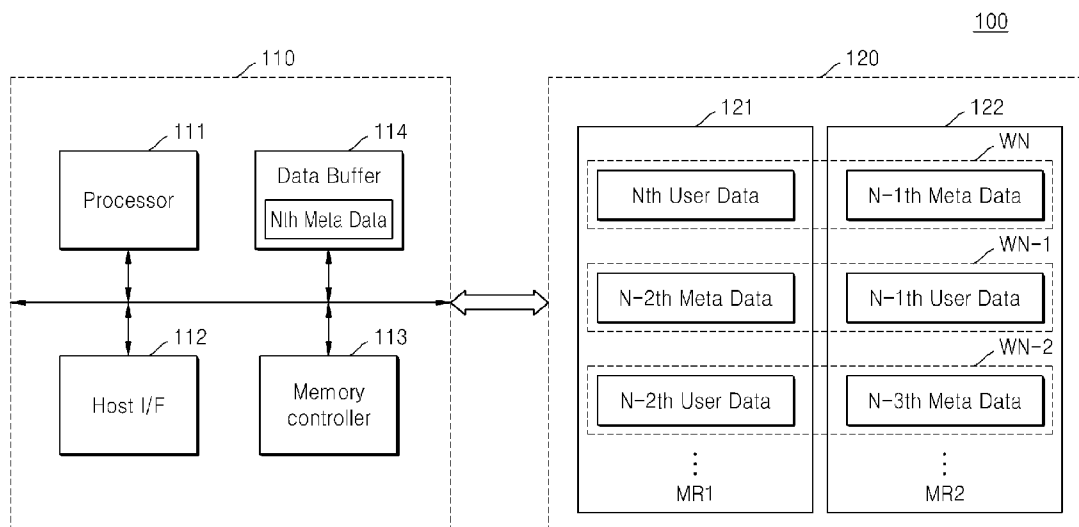 100
110
120
111
Processor
114
Data Buffer
Nth Meta Data
112
Host I/F
113
Memory
controller
121
122
WN
Nth User Data
N-1th Meta Data
WN-1
N-2th Meta Data
N-1th User Data
WN-2
N-2th User Data
N-3th Meta Data
MR1
MR2